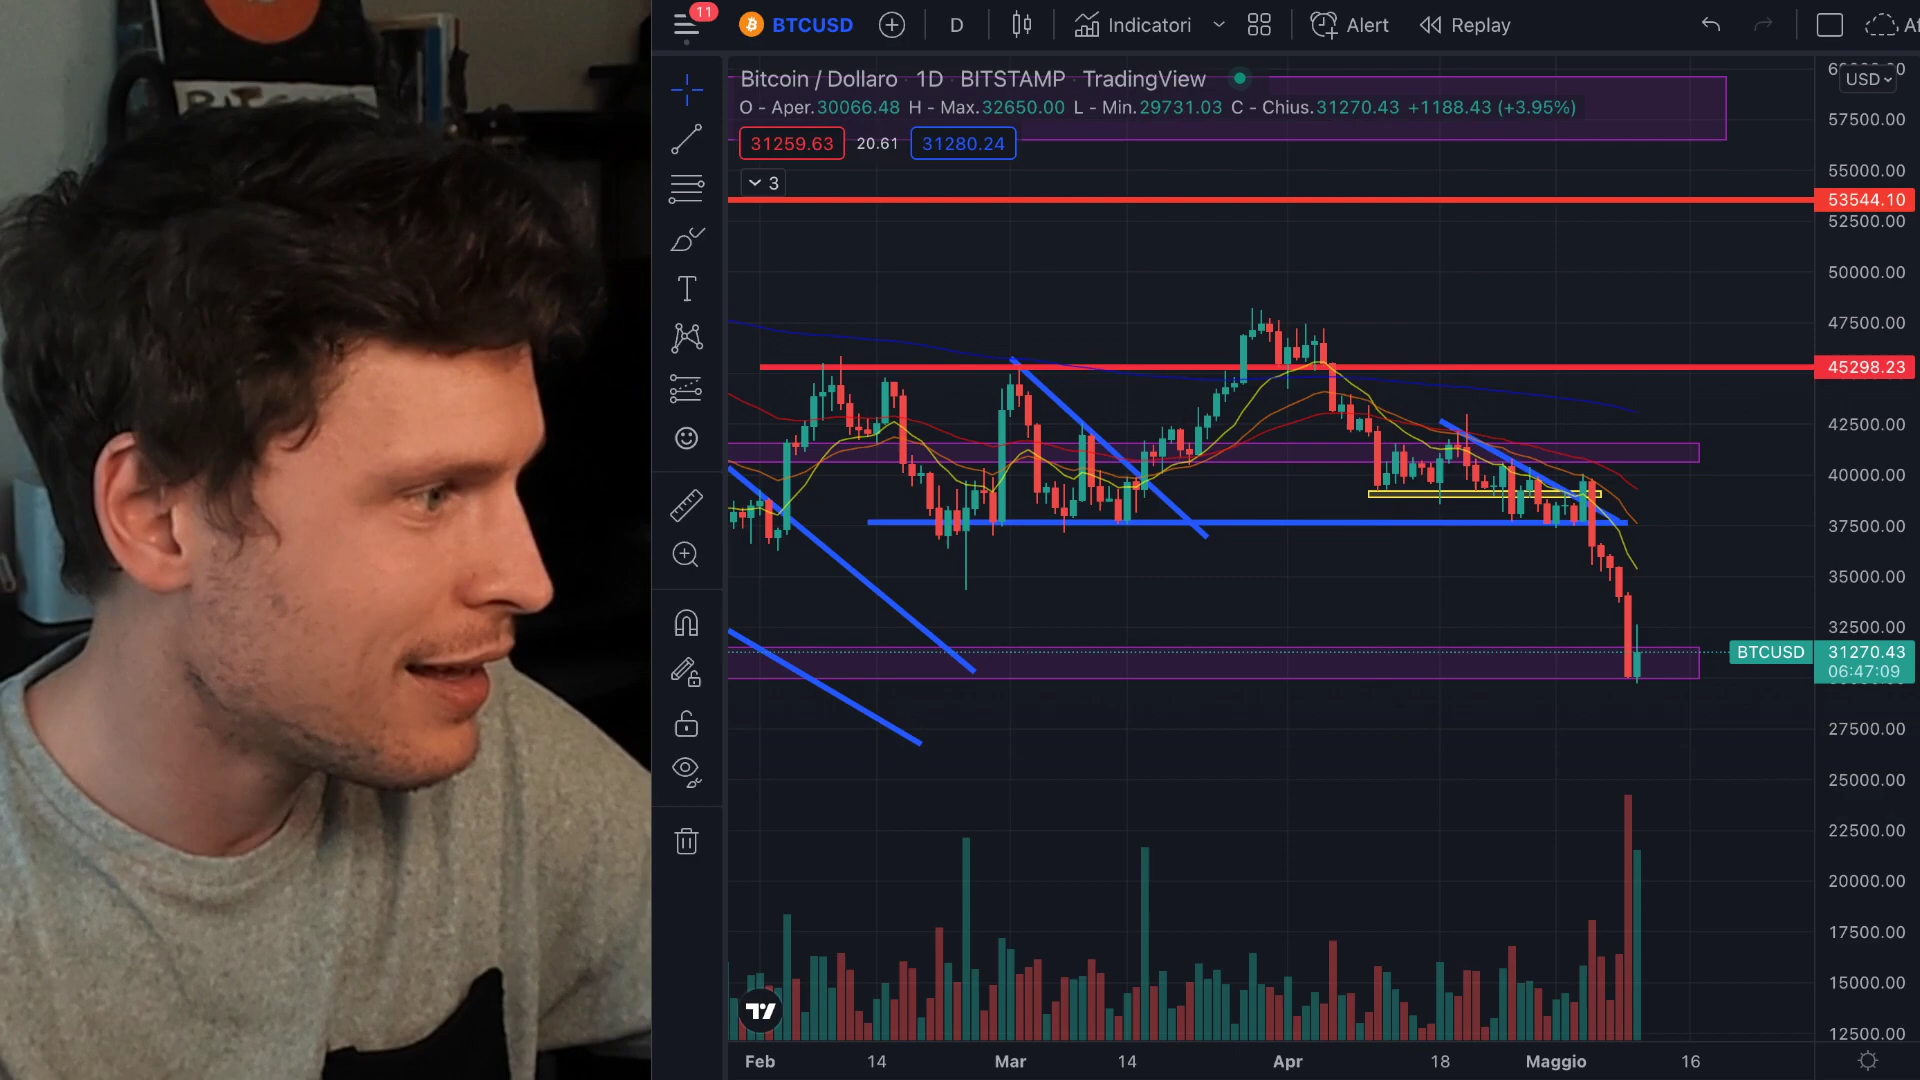 11
BTCUSD
D
Indicatori
Alert
Replay
Bitcoin / Dollaro · 1D · BITSTAMP · TradingView
USD
O - Aper.30066.48 H - Max.32650.00 L - Min.29731.03 C - Chius.31270.43 +1188.43 (+3.95%)
31259.63 20.61 31280.24
3
57500.00
55000.00
53544.10
52500.00
50000.00
47500.00
45298.23
42500.00
40000.00
37500.00
35000.00
32500.00
BTCUSD 31270.43
06:47:09
27500.00
25000.00
22500.00
20000.00
17500.00
15000.00
12500.00
Feb 14 Mar 14 Apr 18 Maggio 16